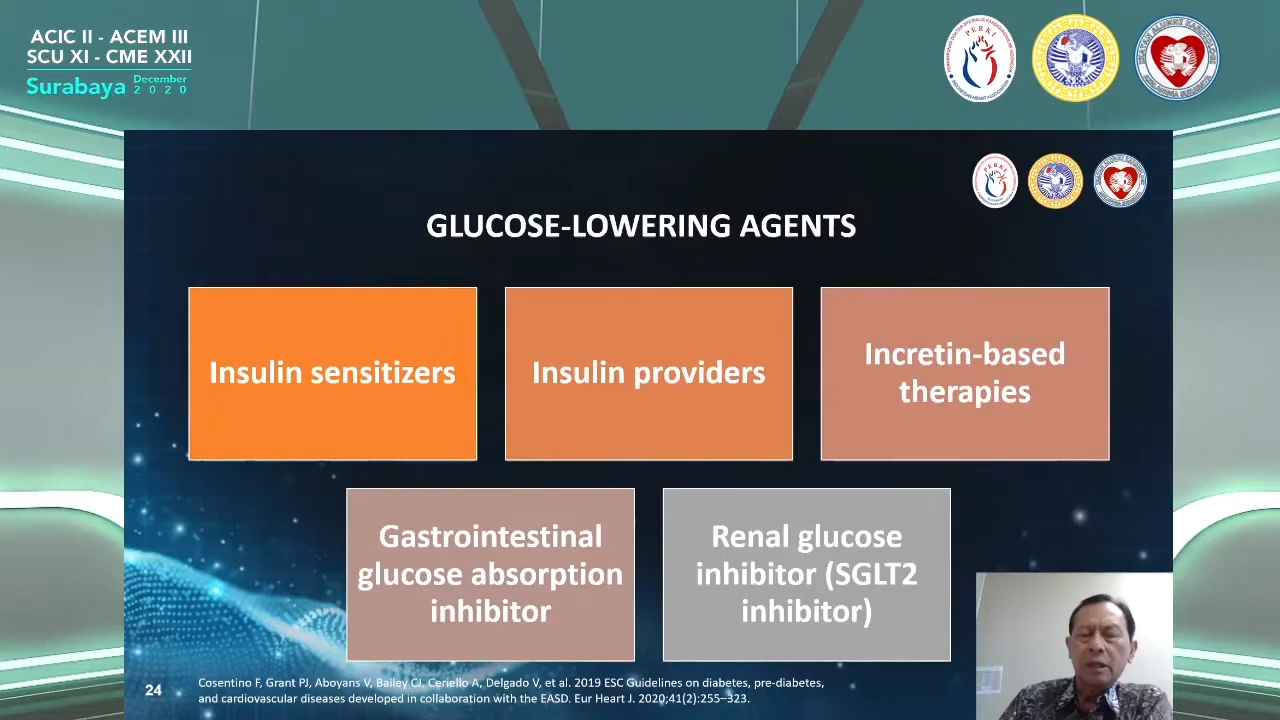 ACIC II - ACEM III
SCU XI - CME XXII
Surabaya December
2020
PERKI
PERKI
GLUCOSE-LOWERING AGENTS
Insulin sensitizers
Insulin providers
Incretin-based
therapies
Gastrointestinal
glucose absorption
inhibitor
Renal glucose
inhibitor (SGLT2
inhibitor)
24
Cosentino F, Grant PJ, Aboyans V, Bailey CJ, Ceriello A, Delgado V, et al. 2019 ESC Guidelines on diabetes, pre-diabetes,
and cardiovascular diseases developed in collaboration with the EASD. Eur Heart J. 2020;41(2):255–323.